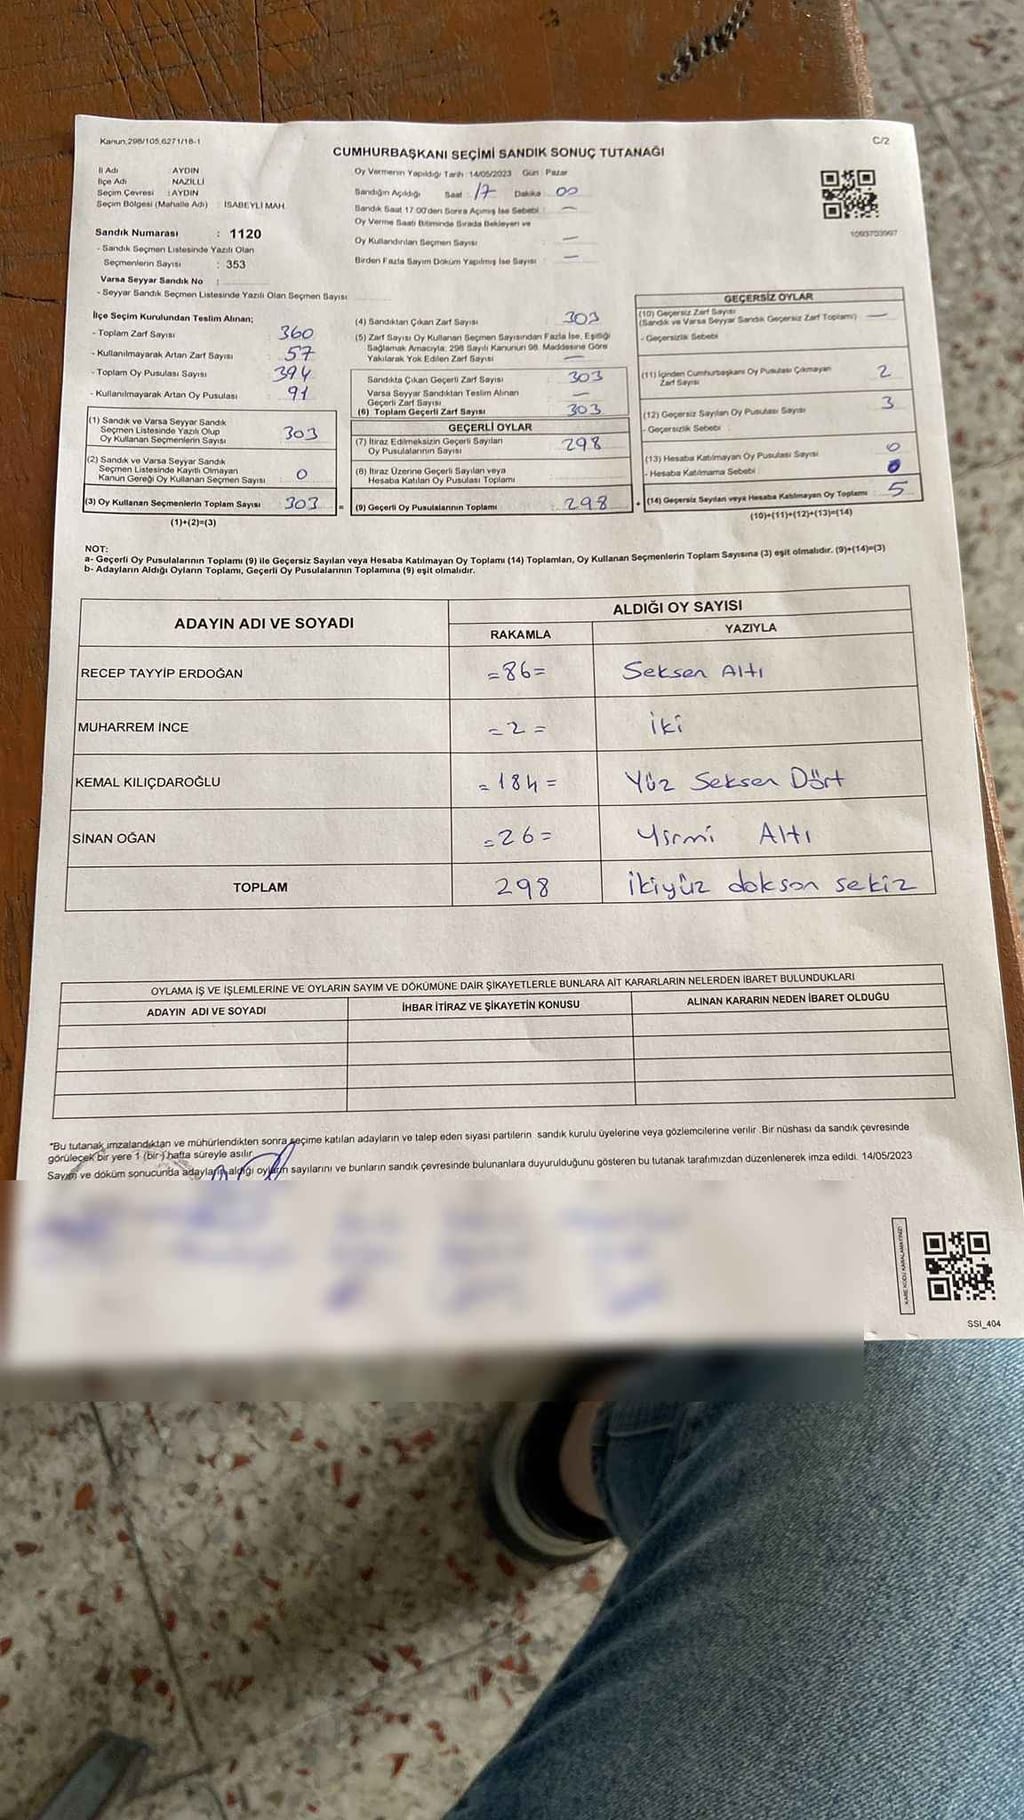 Kanun,298/105,6271/18-1
C/2
CUMHURBAŞKANI SEÇİMİ SANDIK SONUÇ TUTANAĞI
İl Adı AYDIN
İlçe Adı NAZİLLİ
Seçim Çevresi : AYDIN
Seçim Bölgesi (Mahalle Adı) : İSABEYLİ MAH.
Sandık Numarası : 1120
- Sandık Seçmen Listesinde Yazılı Olan
Seçmenlerin Sayısı : 353
Varsa Seyyar Sandık No :
- Seyyar Sandık Seçmen Listesinde Yazılı Olan Seçmen Sayısı
Oy Vermenin Yapıldığı Tarih :14/05/2023 Gün : Pazar
Sandığın Açıldığı Saat : 17 Dakika : 00
Sandık Saat 17:00'den Sonra Açılmış İse Sebebi : —
Oy Verme Saati Bitiminde Sırada Bekleyen ve
Oy Kullandırılan Seçmen Sayısı : —
Birden Fazla Sayım Döküm Yapılmış İse Sayısı : —
1093703997
İlçe Seçim Kurulundan Teslim Alınan;
- Toplam Zarf Sayısı 360
- Kullanılmayarak Artan Zarf Sayısı 57
- Toplam Oy Pusulası Sayısı 394
- Kullanılmayarak Artan Oy Pusulası 91
(1) Sandık ve Varsa Seyyar Sandık
Seçmen Listesinde Yazılı Olup
Oy Kullanan Seçmenlerin Sayısı 303
(2) Sandık ve Varsa Seyyar Sandık
Seçmen Listesinde Kayıtlı Olmayan
Kanun Gereği Oy Kullanan Seçmen Sayısı 0
(3) Oy Kullanan Seçmenlerin Toplam Sayısı 303
(1)+(2)=(3)
(4) Sandıktan Çıkan Zarf Sayısı 303
(5) Zarf Sayısı Oy Kullanan Seçmen Sayısından Fazla İse, Eşitliği
Sağlamak Amacıyla; 298 Sayılı Kanunun 98. Maddesine Göre
Yakılarak Yok Edilen Zarf Sayısı —
Sandıkta Çıkan Geçerli Zarf Sayısı 303
Varsa Seyyar Sandıktan Teslim Alınan
Geçerli Zarf Sayısı —
(6) Toplam Geçerli Zarf Sayısı 303
GEÇERLİ OYLAR
(7) İtiraz Edilmeksizin Geçerli Sayılan
Oy Pusulalarının Sayısı 298
(8) İtiraz Üzerine Geçerli Sayılan veya
Hesaba Katılan Oy Pusulası Toplamı
= (9) Geçerli Oy Pusulalarının Toplamı 298
GEÇERSİZ OYLAR
(10) Geçersiz Zarf Sayısı
(Sandık ve Varsa Seyyar Sandık Geçersiz Zarf Toplamı) —
- Geçersizlik Sebebi
(11) İçinden Cumhurbaşkanı Oy Pusulası Çıkmayan
Zarf Sayısı 2
(12) Geçersiz Sayılan Oy Pusulası Sayısı 3
- Geçersizlik Sebebi
(13) Hesaba Katılmayan Oy Pusulası Sayısı 0
- Hesaba Katılmama Sebebi 0
+ (14) Geçersiz Sayılan veya Hesaba Katılmayan Oy Toplamı 5
(10)+(11)+(12)+(13)=(14)
NOT:
a- Geçerli Oy Pusulalarının Toplamı (9) ile Geçersiz Sayılan veya Hesaba Katılmayan Oy Toplamı (14) Toplamları, Oy Kullanan Seçmenlerin Toplam Sayısına (3) eşit olmalıdır. (9)+(14)=(3)
b- Adayların Aldığı Oyların Toplamı, Geçerli Oy Pusulalarının Toplamına (9) eşit olmalıdır.
ADAYIN ADI VE SOYADI
ALDIĞI OY SAYISI
RAKAMLA YAZIYLA
RECEP TAYYİP ERDOĞAN =86= Seksen Altı
MUHARREM İNCE =2= İki
KEMAL KILIÇDAROĞLU =184= Yüz Seksen Dört
SİNAN OĞAN =26= Yirmi Altı
TOPLAM 298 İkiyüz dokson sekiz
OYLAMA İŞ VE İŞLEMLERİNE VE OYLARIN SAYIM VE DÖKÜMÜNE DAİR ŞİKAYETLERLE BUNLARA AİT KARARLARIN NELERDEN İBARET BULUNDUKLARI
ADAYIN ADI VE SOYADI İHBAR İTİRAZ VE ŞİKAYETİN KONUSU ALINAN KARARIN NEDEN İBARET OLDUĞU
*Bu tutanak imzalandıktan ve mühürlendikten sonra seçime katılan adayların ve talep eden siyasi partilerin sandık kurulu üyelerine veya gözlemcilerine verilir. Bir nüshası da sandık çevresinde
görülecek bir yere 1 (bir ) hafta süreyle asılır.
Sayım ve döküm sonucunda adayların aldığı oyların sayılarını ve bunların sandık çevresinde bulunanlara duyurulduğunu gösteren bu tutanak tarafımızdan düzenlenerek imza edildi. 14/05/2023
KARE KODU KARALAMAYINIZ!
SSI_404